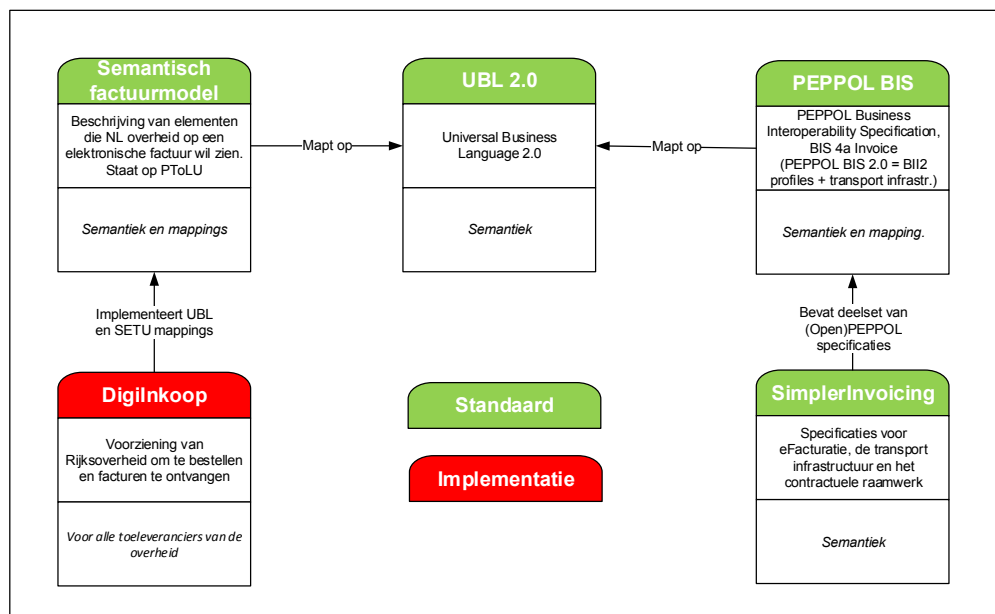 Semantisch
factuurmodel
Beschrijving van elementen
die NL overheid op een
elektronische factuur wil zien.
Staat op PToLU
Semantiek en mappings
Mapt op
UBL 2.0
Universal Business
Language 2.0
Semantiek
Mapt op
PEPPOL BIS
PEPPOL Business
Interoperability Specification,
BIS 4a Invoice
(PEPPOL BIS 2.0 = BII2
profiles + transport infrastr.)
Semantiek en mapping.
Implementeert UBL
en SETU mappings
Bevat deelset van
(Open)PEPPOL
specificaties
DigiInkoop
Voorziening van
Rijksoverheid om te bestellen
en facturen te ontvangen
Voor alle toeleveranciers van de
overheid
Standaard
Implementatie
SimplerInvoicing
Specificaties voor
eFacturatie, de transport
infrastructuur en het
contractuele raamwerk
Semantiek